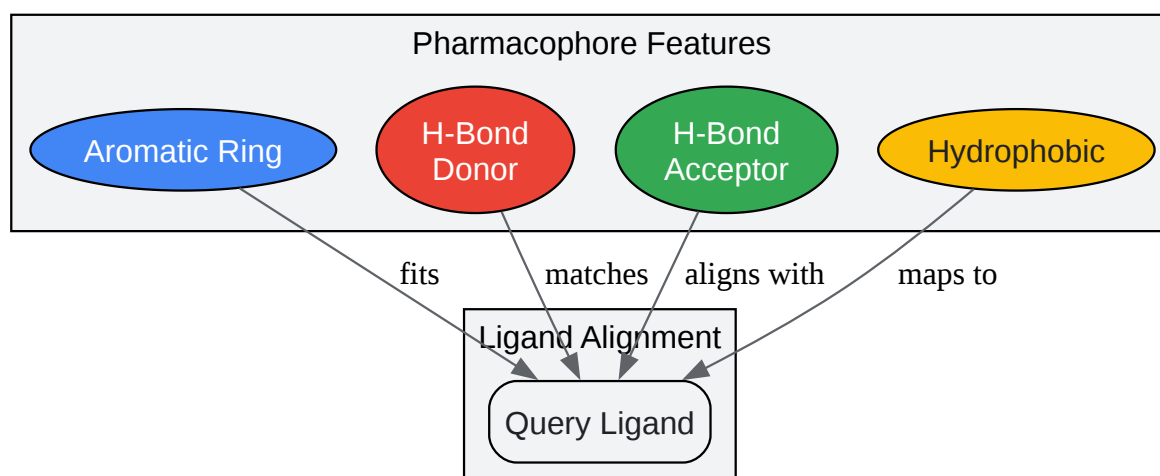 Pharmacophore Features
Aromatic Ring
H-Bond
Donor
H-Bond
Acceptor
Hydrophobic
fits
matches
aligns with
maps to
Ligand Alignment
Query Ligand